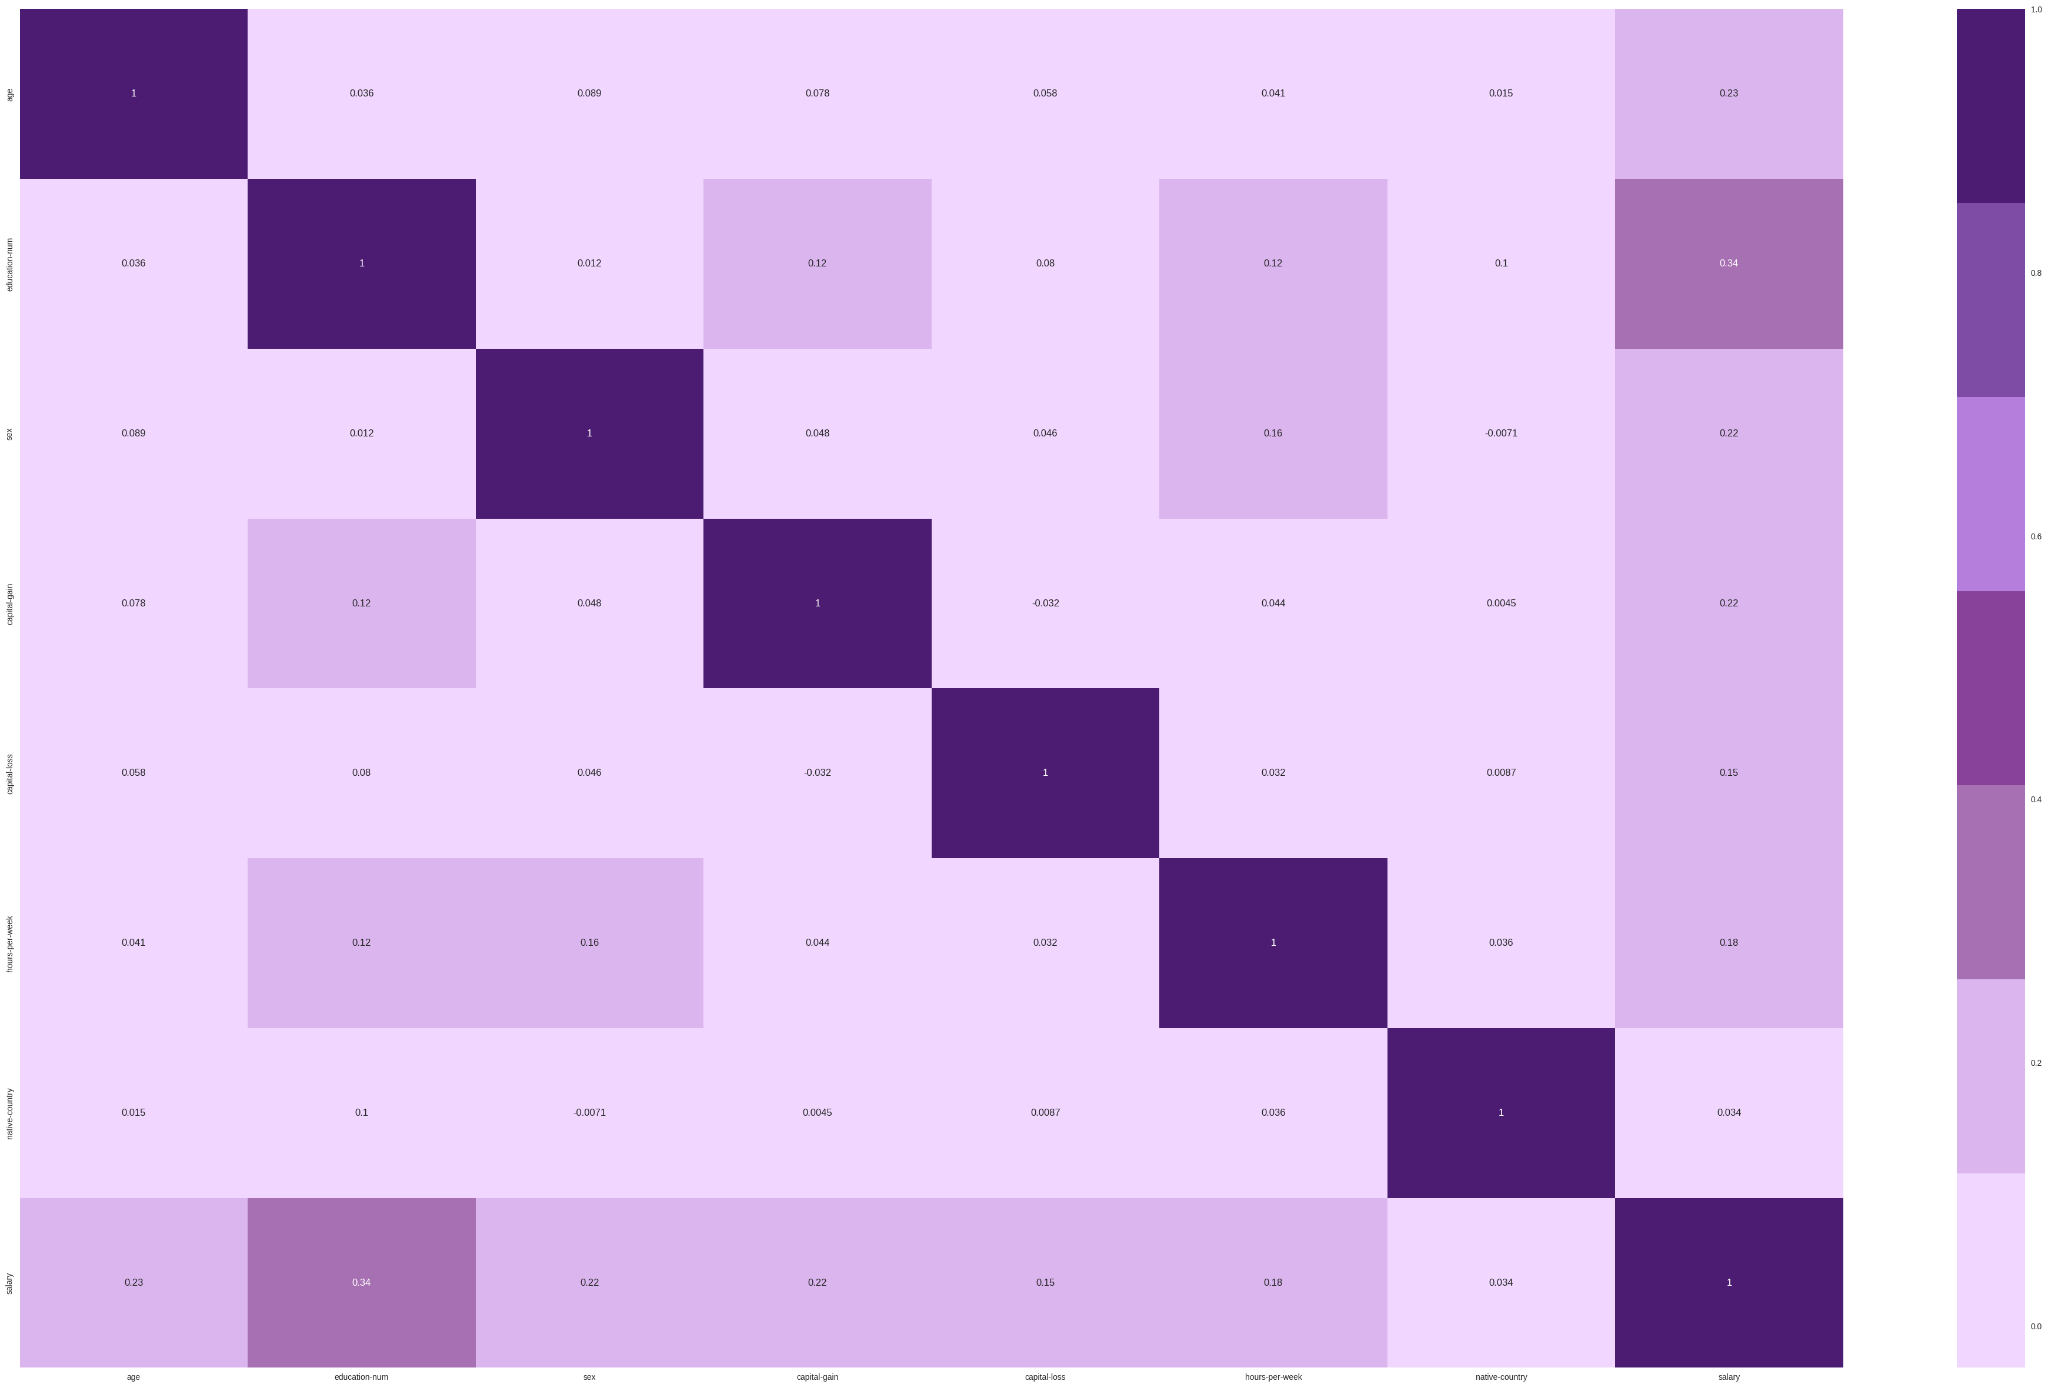 age 1 0.036 0.089 0.078 0.058 0.041 0.015 0.23
education-num 0.036 1 0.012 0.12 0.08 0.12 0.1 0.34
sex 0.089 0.012 1 0.048 0.046 0.16 -0.0071 0.22
capital-gain 0.078 0.12 0.048 1 -0.032 0.044 0.0045 0.22
capital-loss 0.058 0.08 0.046 -0.032 1 0.032 0.0087 0.15
hours-per-week 0.041 0.12 0.16 0.044 0.032 1 0.036 0.18
native-country 0.015 0.1 -0.0071 0.0045 0.0087 0.036 1 0.034
salary 0.23 0.34 0.22 0.22 0.15 0.18 0.034 1
age education-num sex capital-gain capital-loss hours-per-week native-country salary
1.0
0.8
0.6
0.4
0.2
0.0